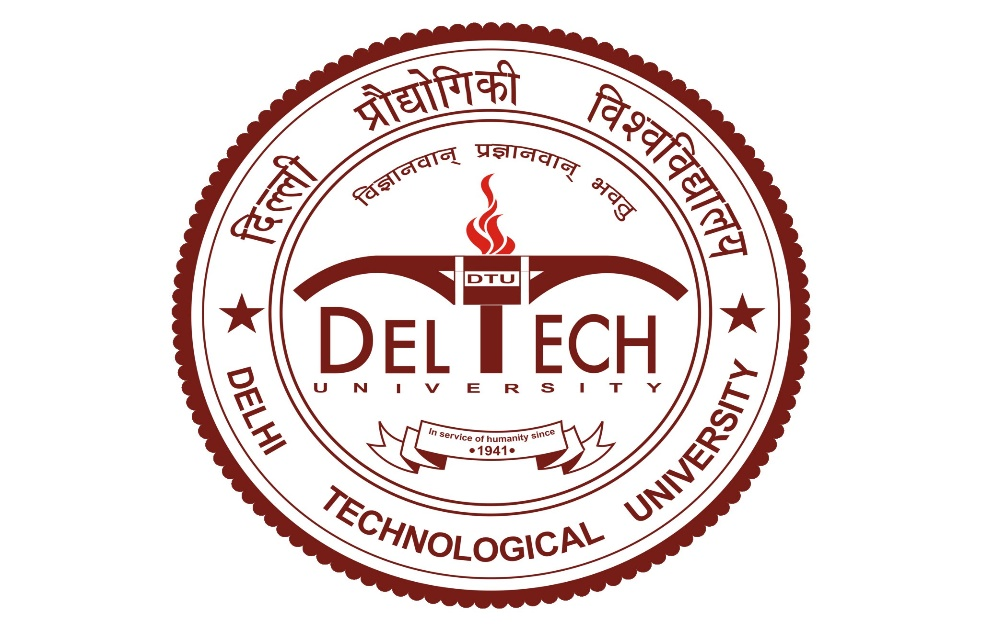 दिल्ली प्रौद्योगिकी विश्वविद्यालय
विज्ञानवान् प्रज्ञानवान् भवतु
DTU
DELTECH
UNIVERSITY
In service of humanity since
•1941•
DELHI TECHNOLOGICAL UNIVERSITY